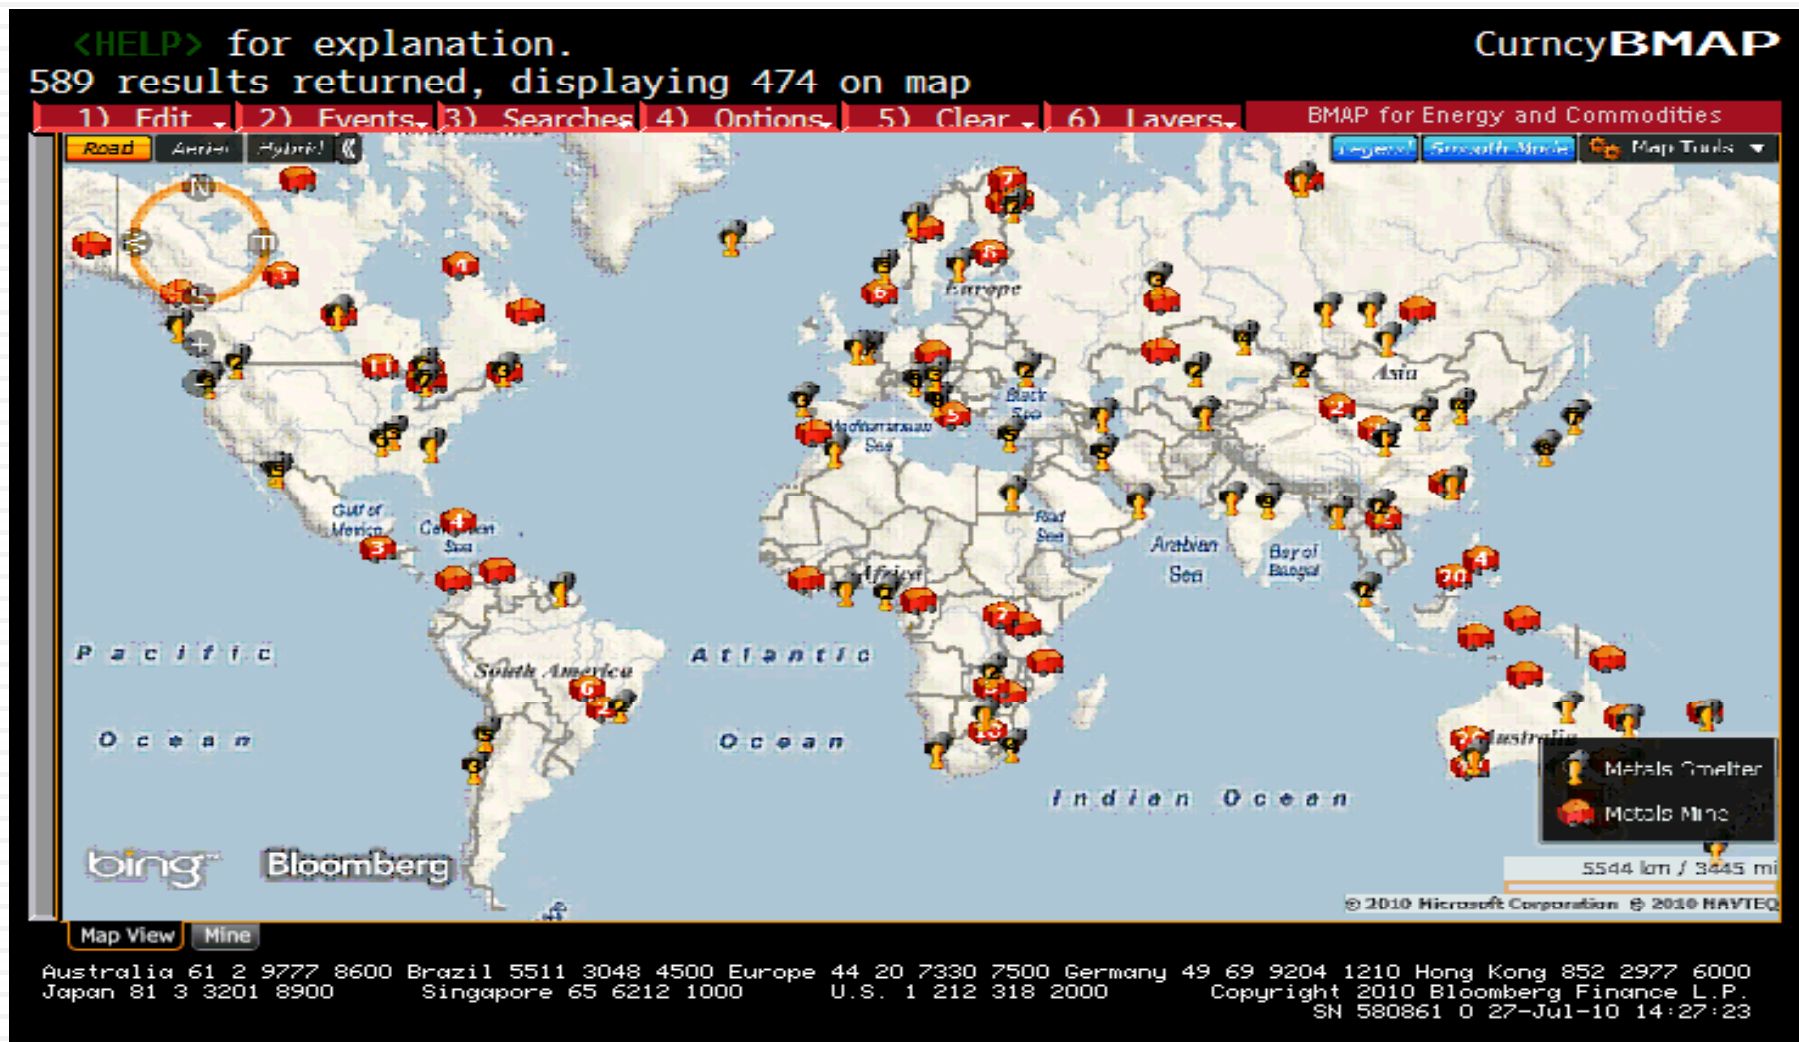 <HELP> for explanation.
CurncyBMAP
589 results returned, displaying 474 on map
1) Edit 2) Events 3) Searches 4) Options 5) Clear 6) Layers BMAP for Energy and Commodities
Road Aerial Hybrid Legend Smooth Mode Map Tools
N
W E
S
+
Europe
Asia
Black
Sea
Mediterranean
Sea
Gulf of
Mexico
Caribbean
Sea
Red
Sea
Arabian
Sea
Bay of
Bengal
Africa
Pacific
Ocean
Atlantic
Ocean
South America
Australia
Indian Ocean
Metals Smelter
Metals Mine
bing Bloomberg
5544 km / 3445 mi
© 2010 Microsoft Corporation © 2010 NAVTEQ
Map View Mine
Australia 61 2 9777 8600 Brazil 5511 3048 4500 Europe 44 20 7330 7500 Germany 49 69 9204 1210 Hong Kong 852 2977 6000
Japan 81 3 3201 8900 Singapore 65 6212 1000 U.S. 1 212 318 2000 Copyright 2010 Bloomberg Finance L.P.
SN 580861 0 27-Jul-10 14:27:23